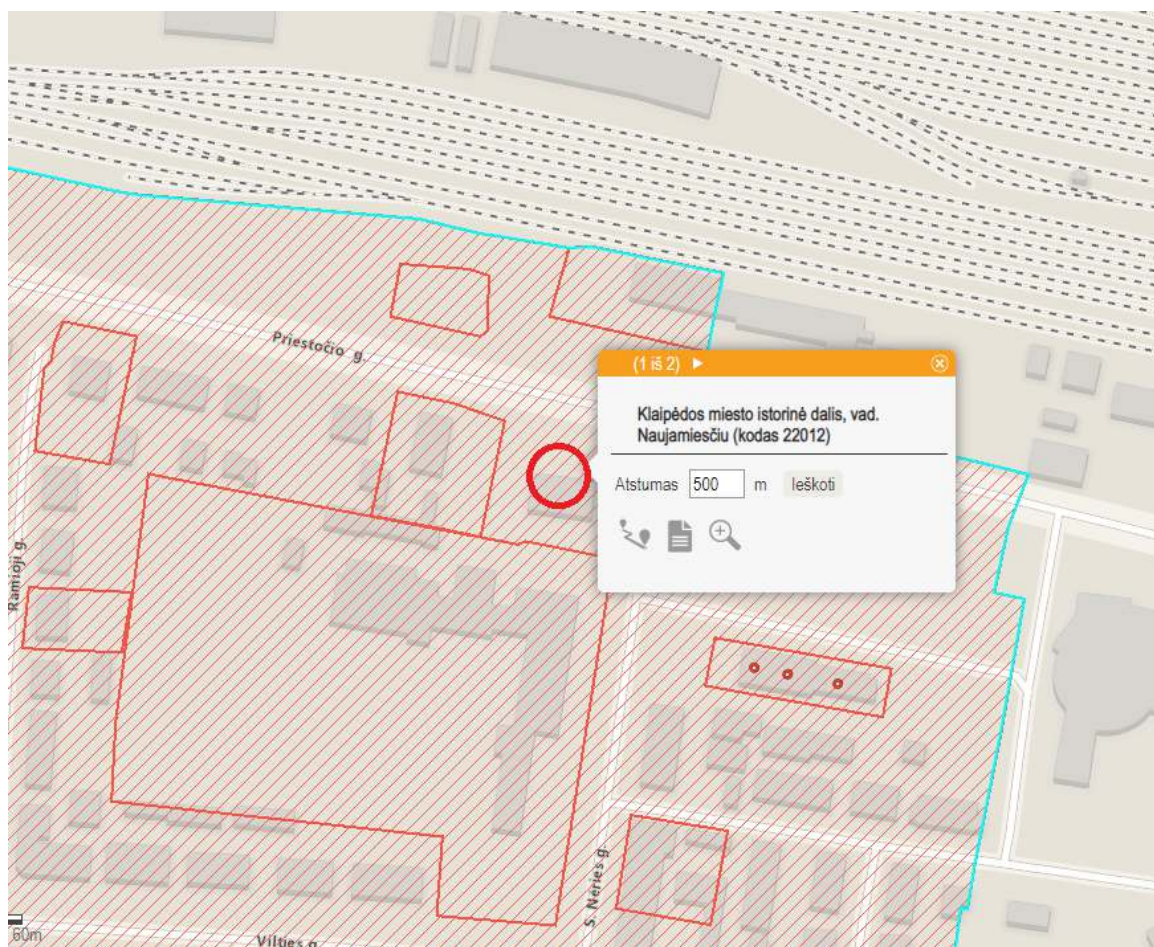 Priestočio g.
(1 iš 2)
Klaipėdos miesto istorinė dalis, vad.
Naujamiesčiu (kodas 22012)
Atstumas 500 m Ieškoti
Ramioji g.
S. Nėries g.
60m
Vilties g.